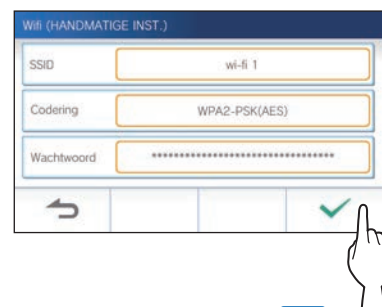 Wifi (HANDMATIGE INST.)
SSID wi-fi 1
Codering WPA2-PSK(AES)
Wachtwoord **********************************